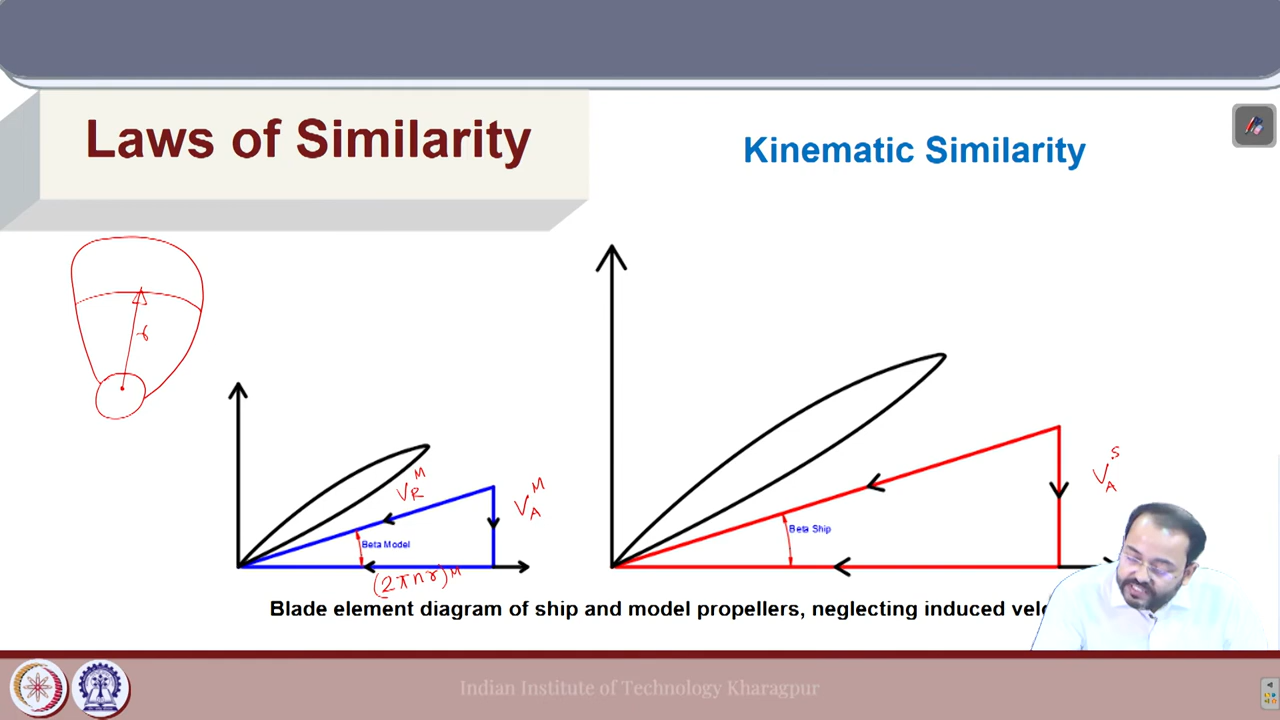 Laws of Similarity
Kinematic Similarity
r
V_R^M
V_A^M
V_A^S
Beta Model
Beta Ship
(2πnr)^M
Blade element diagram of ship and model propellers, neglecting induced
Indian Institute of Technology Kharagpur